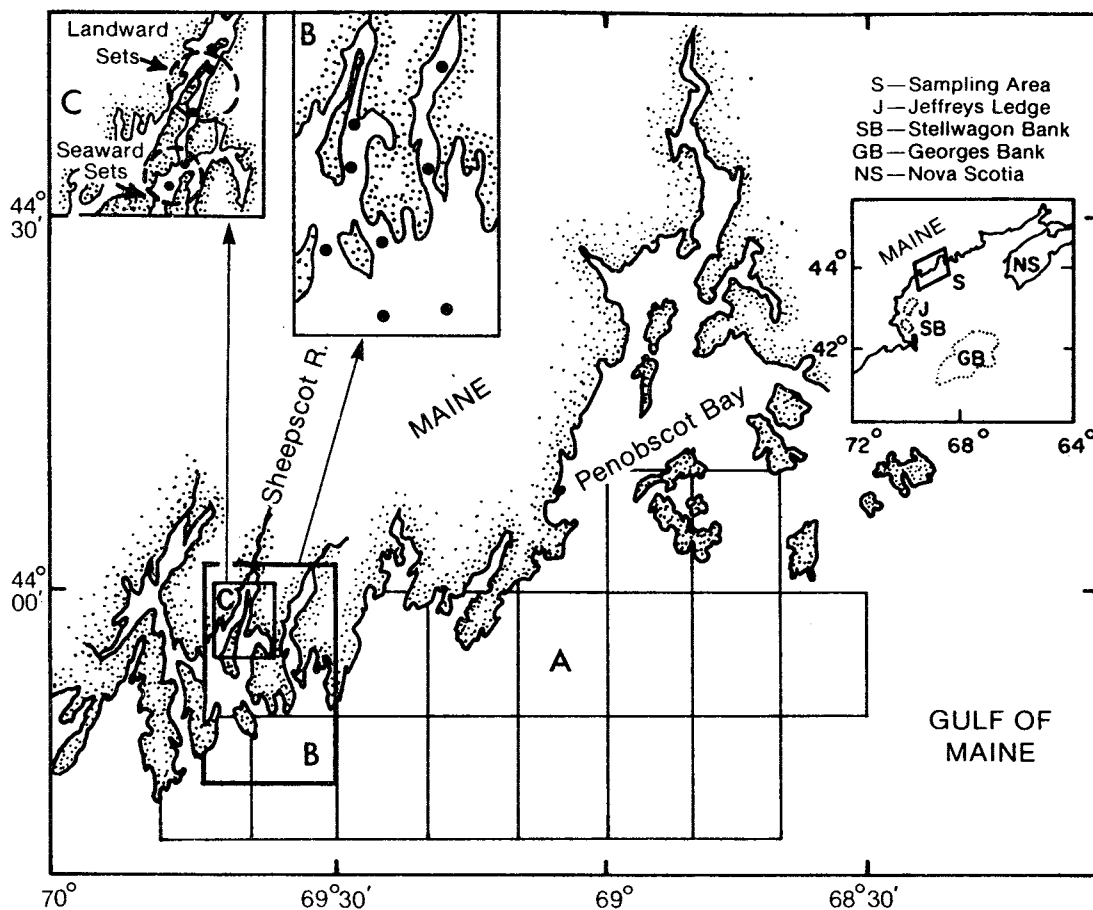 Landward
Sets
C
Seaward
Sets
B
S—Sampling Area
J—Jeffreys Ledge
SB—Stellwagon Bank
GB—Georges Bank
NS—Nova Scotia
44°
30'
MAINE
44°
NS
S
J
SB
42°
GB
72°
68°
64°
Sheepscot R.
MAINE
Penobscot Bay
44°
00'
C
A
B
GULF OF
MAINE
70°
69°30'
69°
68°30'